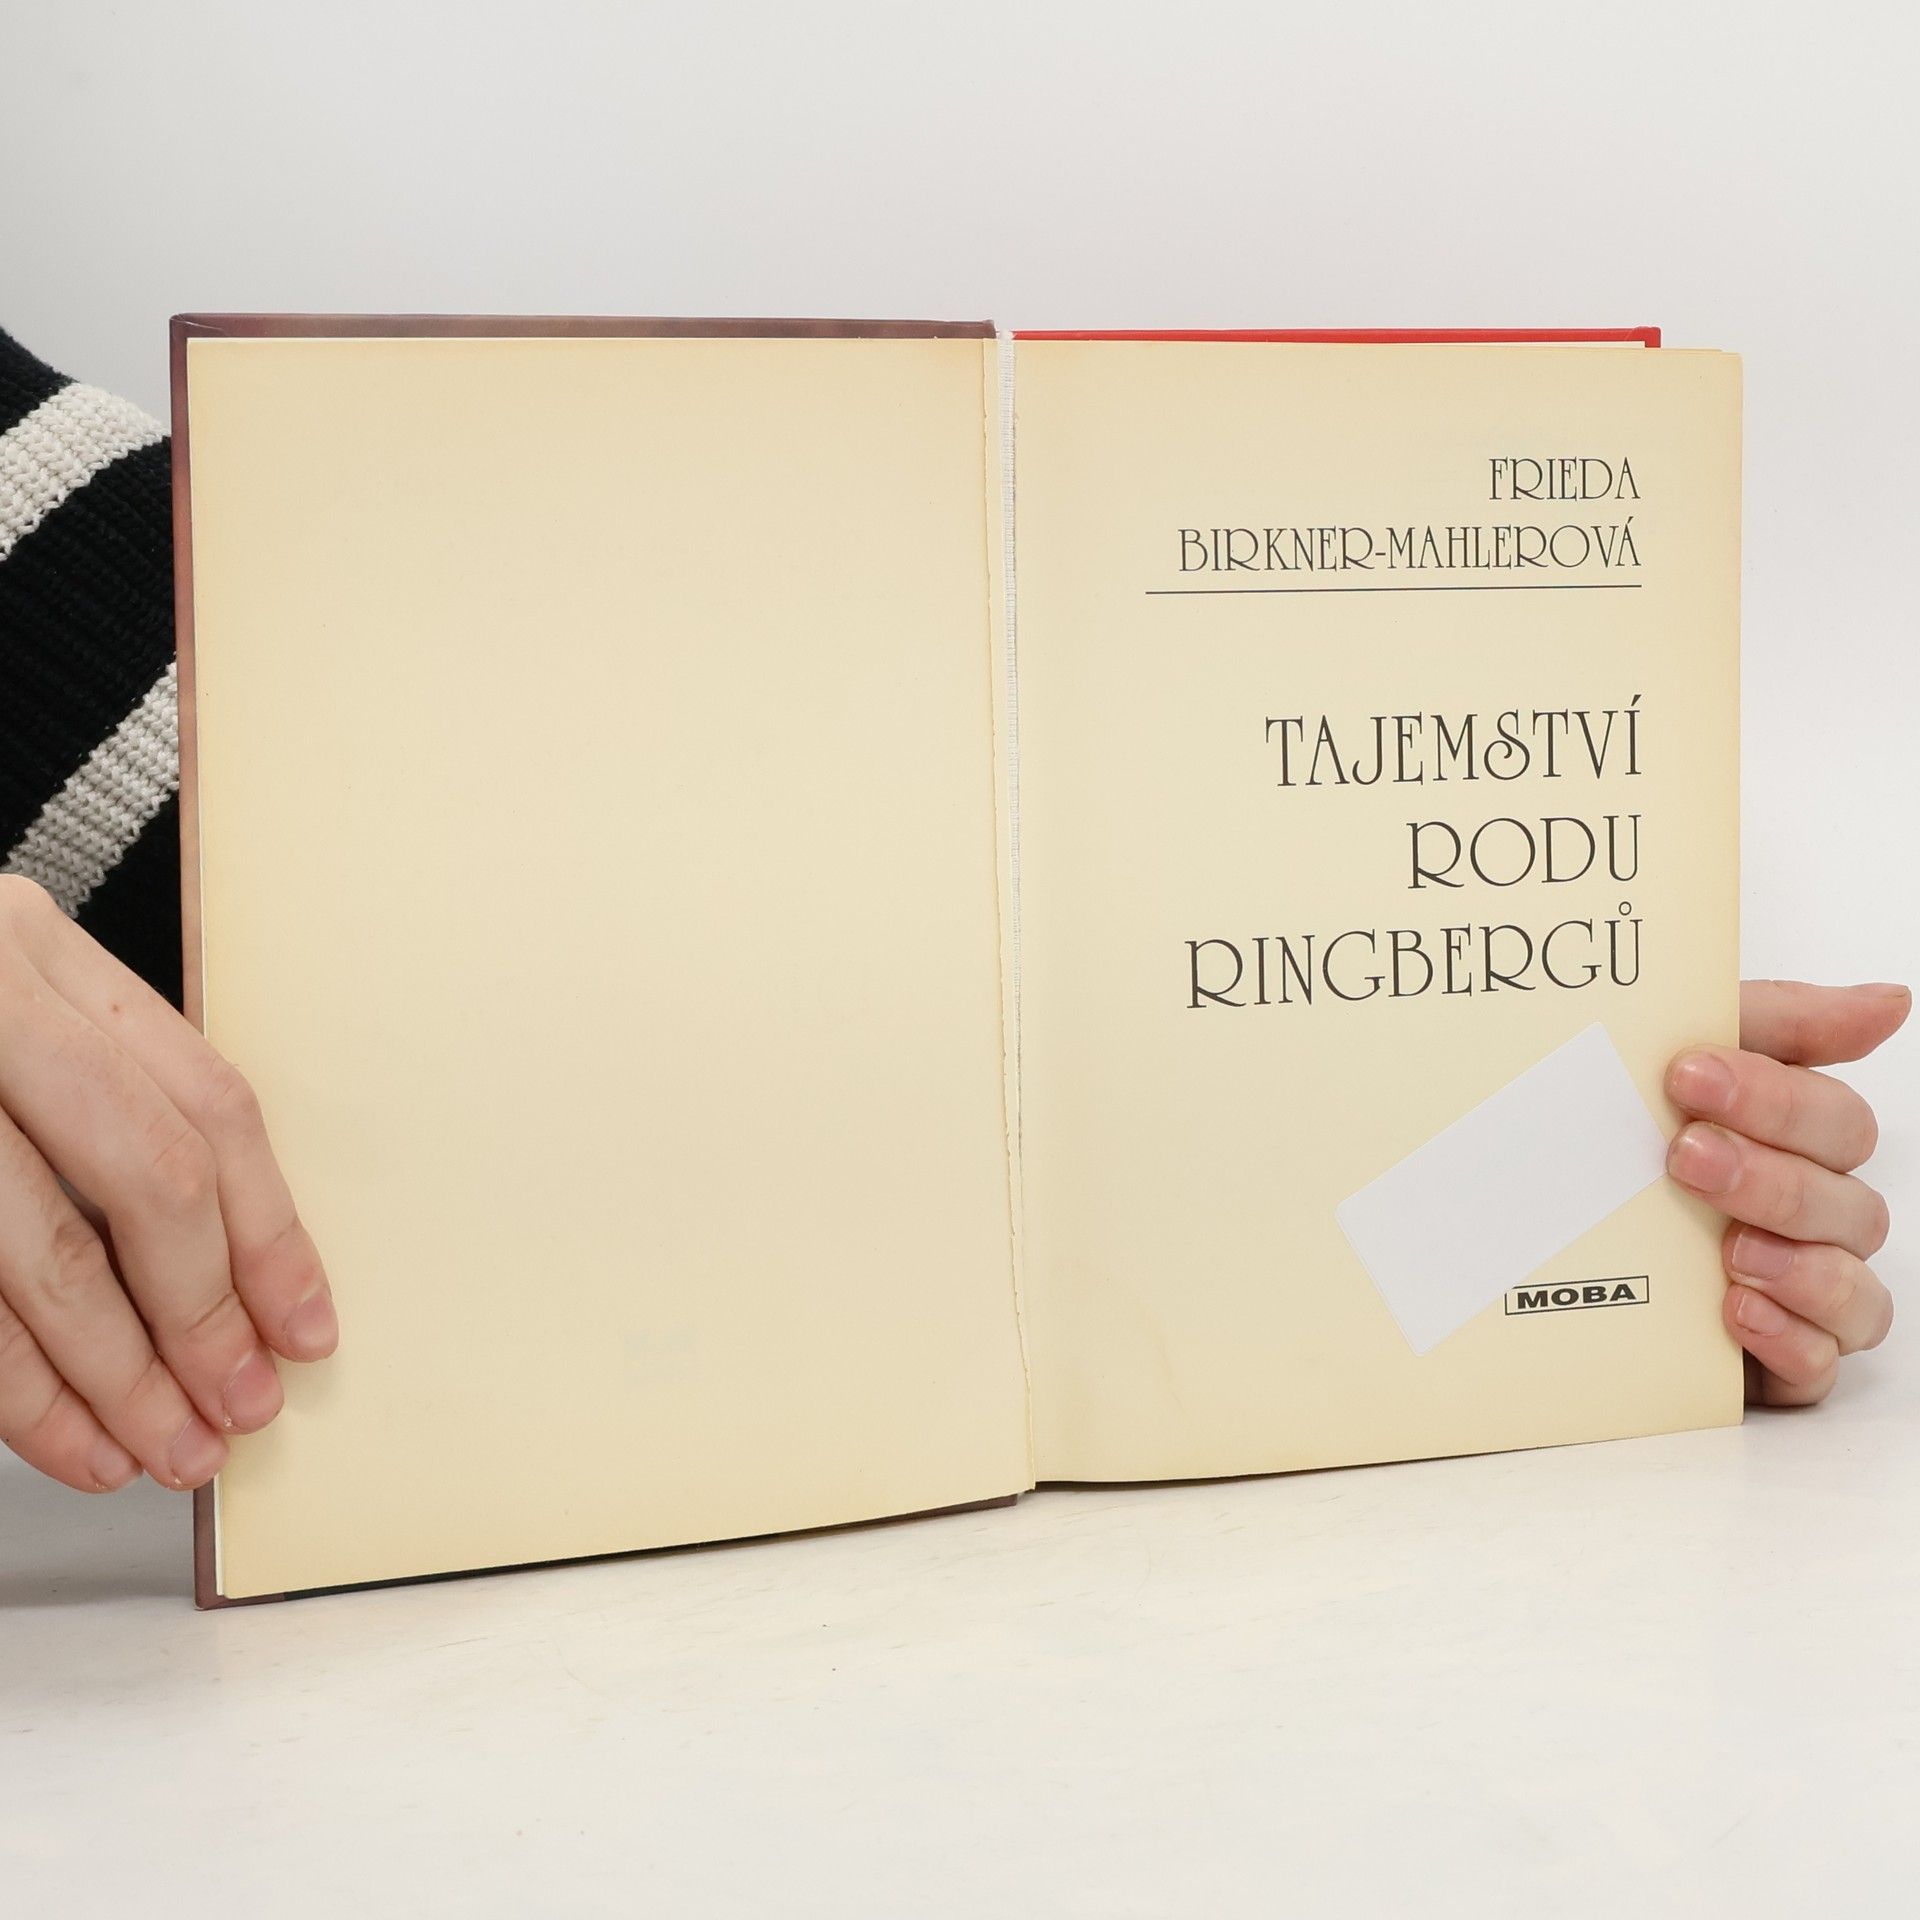 FRIEDA
BIRKNER-MAHLEROVÁ
TAJEMSTVÍ
RODU
RINGBERGŮ
MOBA